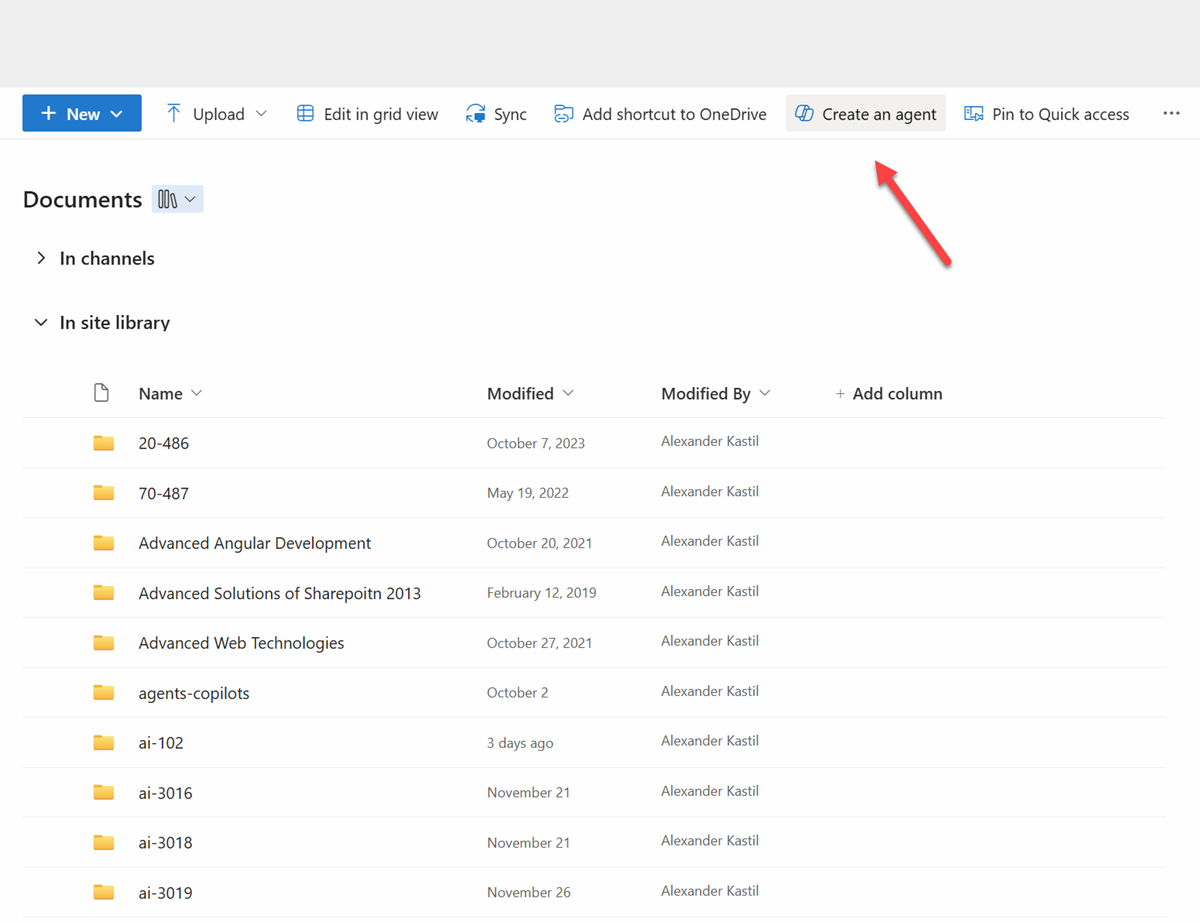 New Upload Edit in grid view Sync Add shortcut to OneDrive Create an agent Pin to Quick access
Documents
In channels
In site library
Name Modified Modified By + Add column
20-486 October 7, 2023 Alexander Kastil
70-487 May 19, 2022 Alexander Kastil
Advanced Angular Development October 20, 2021 Alexander Kastil
Advanced Solutions of Sharepoitn 2013 February 12, 2019 Alexander Kastil
Advanced Web Technologies October 27, 2021 Alexander Kastil
agents-copilots October 2 Alexander Kastil
ai-102 3 days ago Alexander Kastil
ai-3016 November 21 Alexander Kastil
ai-3018 November 21 Alexander Kastil
ai-3019 November 26 Alexander Kastil